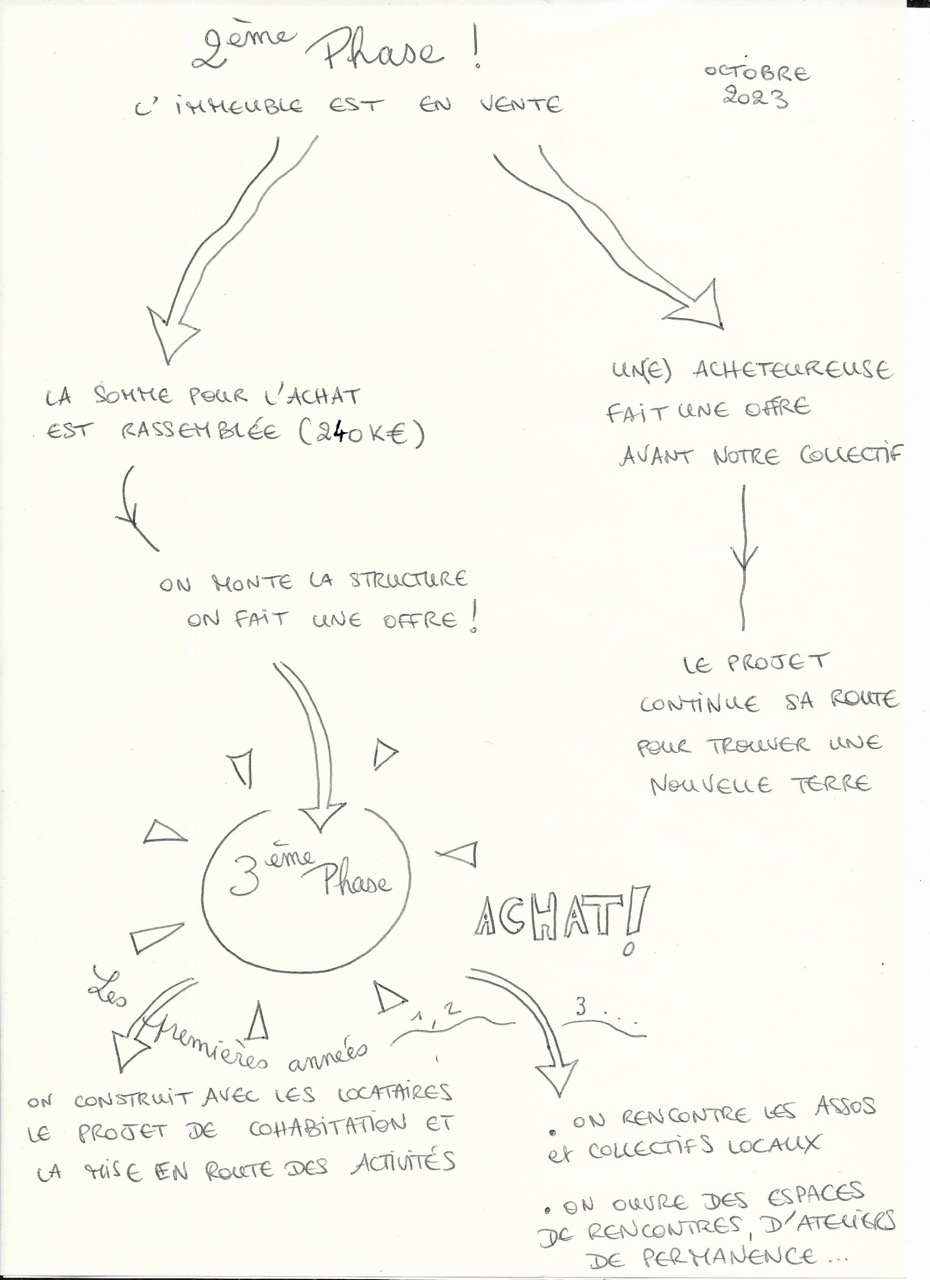 2ème Phase !
OCTOBRE
2023
L'IMMEUBLE EST EN VENTE
LA SOMME POUR L'ACHAT
EST RASSEMBLÉE (240K€)
UN(E) ACHETEUREUSE
FAIT UNE OFFRE
AVANT NOTRE COLLECTIF
ON MONTE LA STRUCTURE
ON FAIT UNE OFFRE !
LE PROJET
CONTINUE SA ROUTE
POUR TROUVER UNE
NOUVELLE TERRE
3ème Phase
ACHAT!
Les premières années 1, 2 3...
ON CONSTRUIT AVEC LES LOCATAIRES
LE PROJET DE COHABITATION ET
LA MISE EN ROUTE DES ACTIVITÉS
. ON RENCONTRE LES ASSOS
et COLLECTIFS LOCAUX
. ON OUVRE DES ESPACES
DE RENCONTRES, D'ATELIERS
DE PERMANENCE...